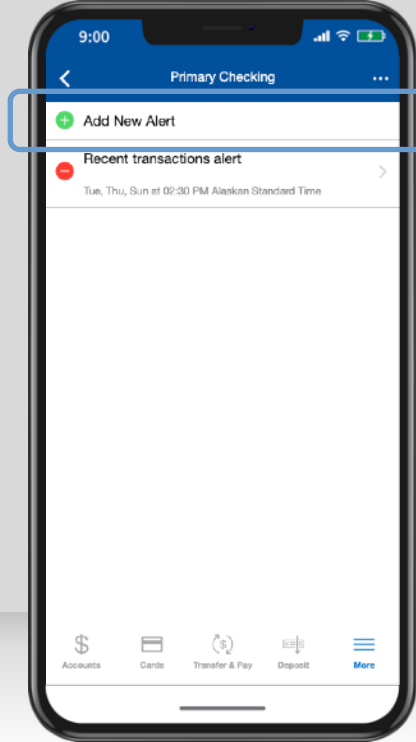 9:00
Primary Checking
Add New Alert
Recent transactions alert
Tue, Thu, Sun at 02:30 PM Alaskan Standard Time
Accounts Cards Transfer & Pay Deposit More